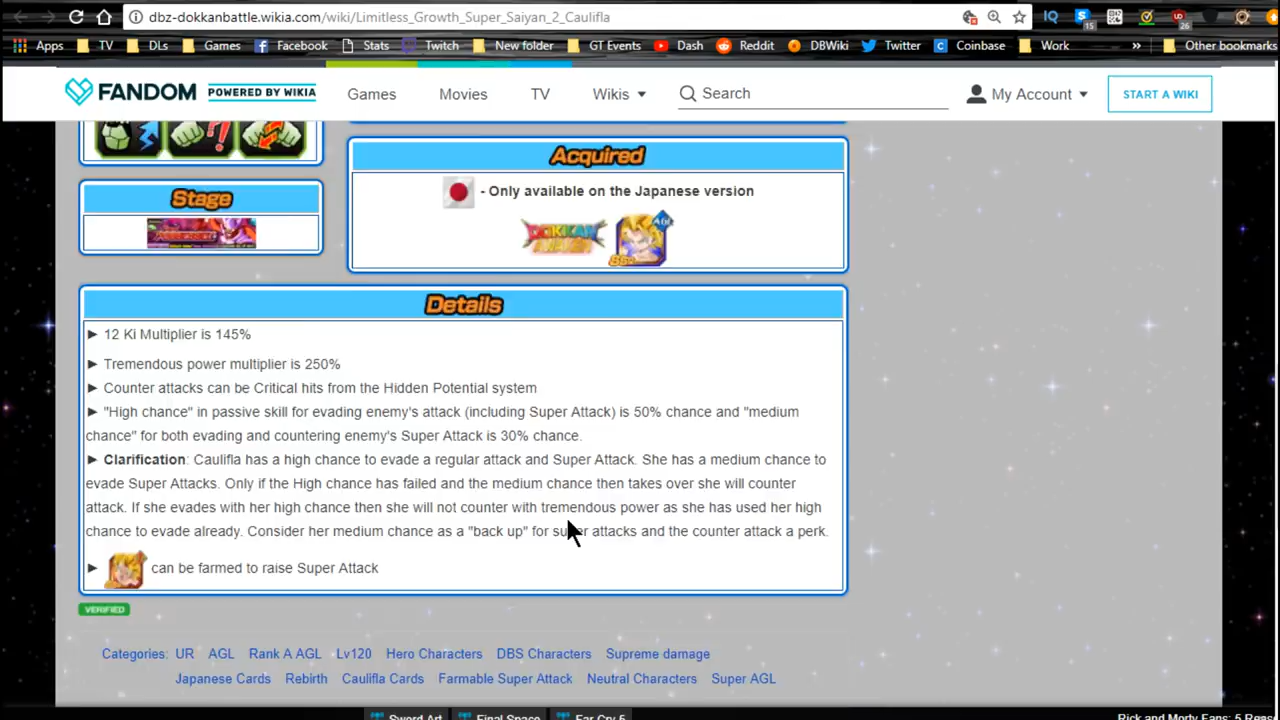 dbz-dokkanbattle.wikia.com/wiki/Limitless_Growth_Super_Saiyan_2_Caulifla
IQ
15
26
Apps TV DLs Games Facebook Stats Twitch New folder GT Events Dash Reddit DBWiki Twitter Coinbase Work » Other bookmarks
FANDOM POWERED BY WIKIA Games Movies TV Wikis Search My Account START A WIKI
Acquired
- Only available on the Japanese version
Stage
AGL
SSR
Details
► 12 Ki Multiplier is 145%
► Tremendous power multiplier is 250%
► Counter attacks can be Critical hits from the Hidden Potential system
► "High chance" in passive skill for evading enemy's attack (including Super Attack) is 50% chance and "medium
chance" for both evading and countering enemy's Super Attack is 30% chance.
► Clarification: Caulifla has a high chance to evade a regular attack and Super Attack. She has a medium chance to
evade Super Attacks. Only if the High chance has failed and the medium chance then takes over she will counter
attack. If she evades with her high chance then she will not counter with tremendous power as she has used her high
chance to evade already. Consider her medium chance as a "back up" for super attacks and the counter attack a perk.
► can be farmed to raise Super Attack
VERIFIED
Categories: UR AGL Rank A AGL Lv120 Hero Characters DBS Characters Supreme damage
Japanese Cards Rebirth Caulifla Cards Farmable Super Attack Neutral Characters Super AGL
Sword Art Final Space Far Cry 5 Rick and Morty Fans: 5